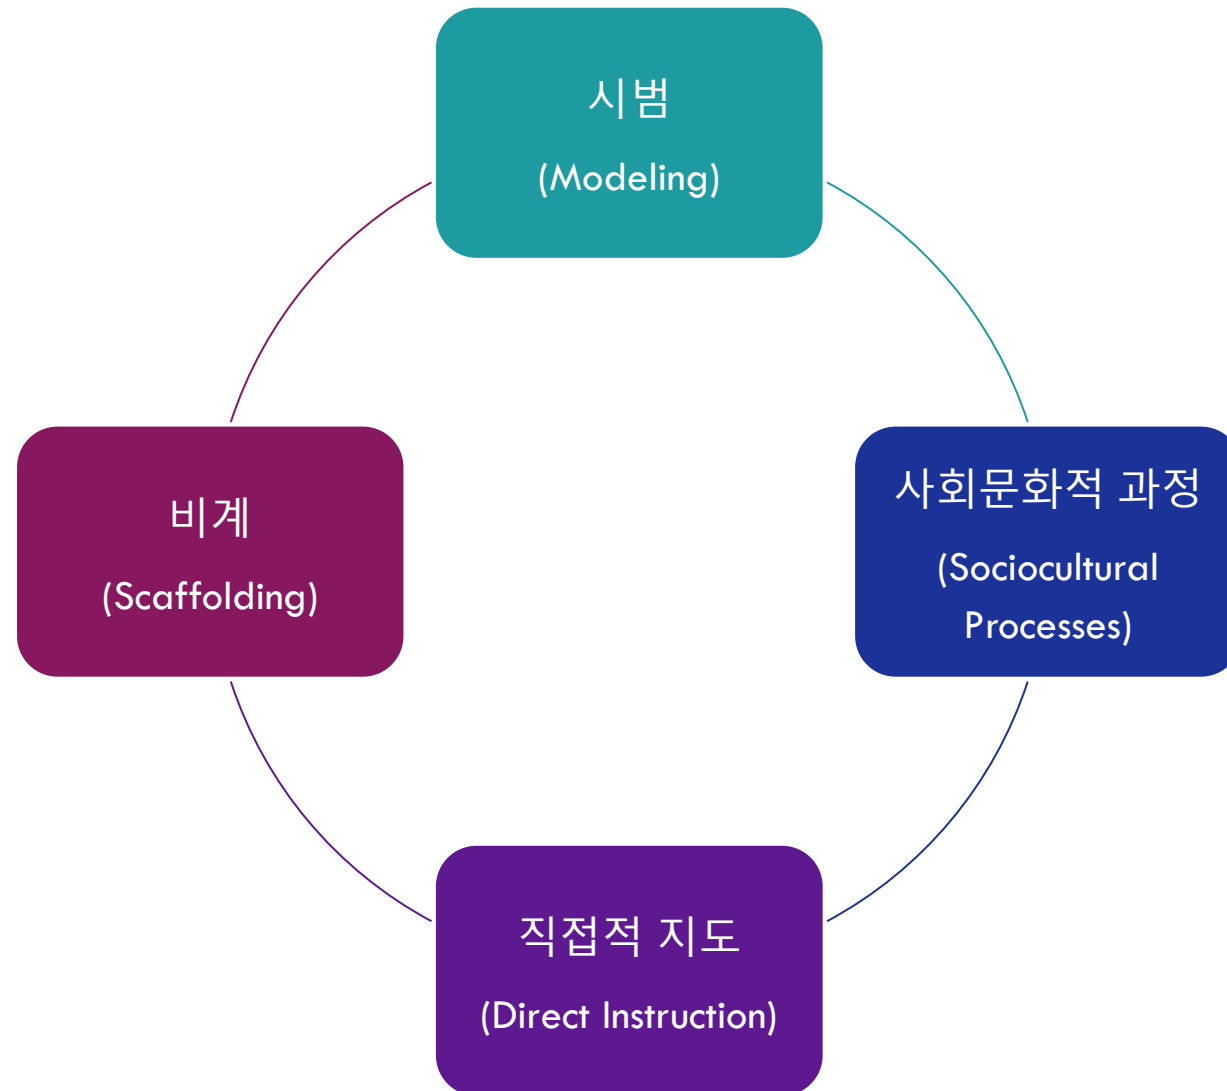 시범
(Modeling)
사회문화적 과정
(Sociocultural
Processes)
직접적 지도
(Direct Instruction)
비계
(Scaffolding)